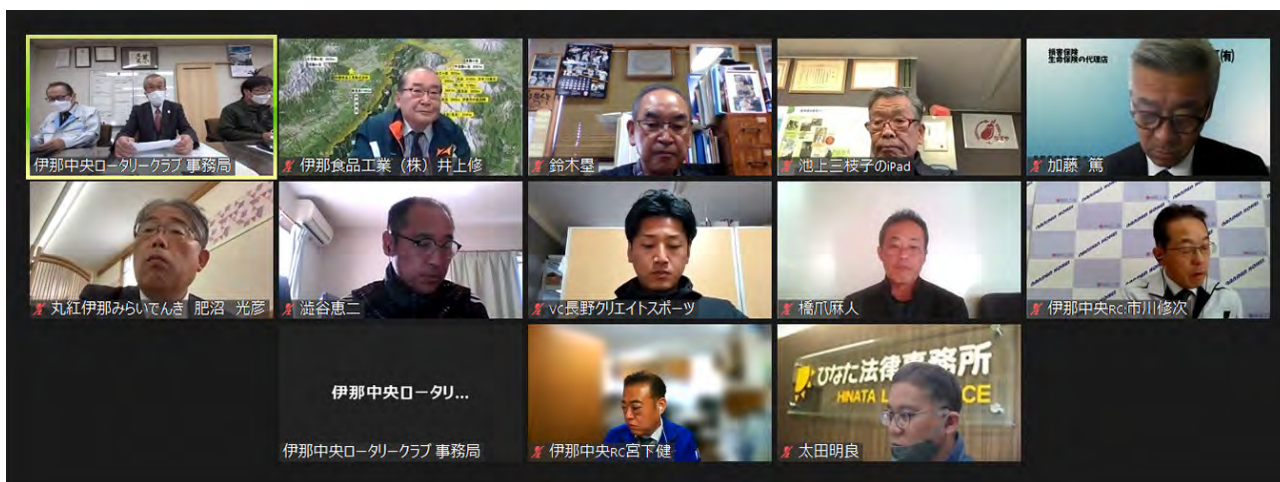 伊那中央ロータリークラブ 事務局
伊那食品工業（株）井上修
鈴木塁
池上三枝子のiPad
損害保険
生命保険の代理店
(有)
加藤 篤
丸紅伊那みらいでんき 肥沼 光彦
澁谷恵二
VC長野クリエイトスポーツ
橋爪麻人
伊那中央RC:市川修次
伊那中央ロータリ...
伊那中央ロータリークラブ 事務局
伊那中央RC宮下健
ひなた法律事務所
HINATA L CE
太田明良